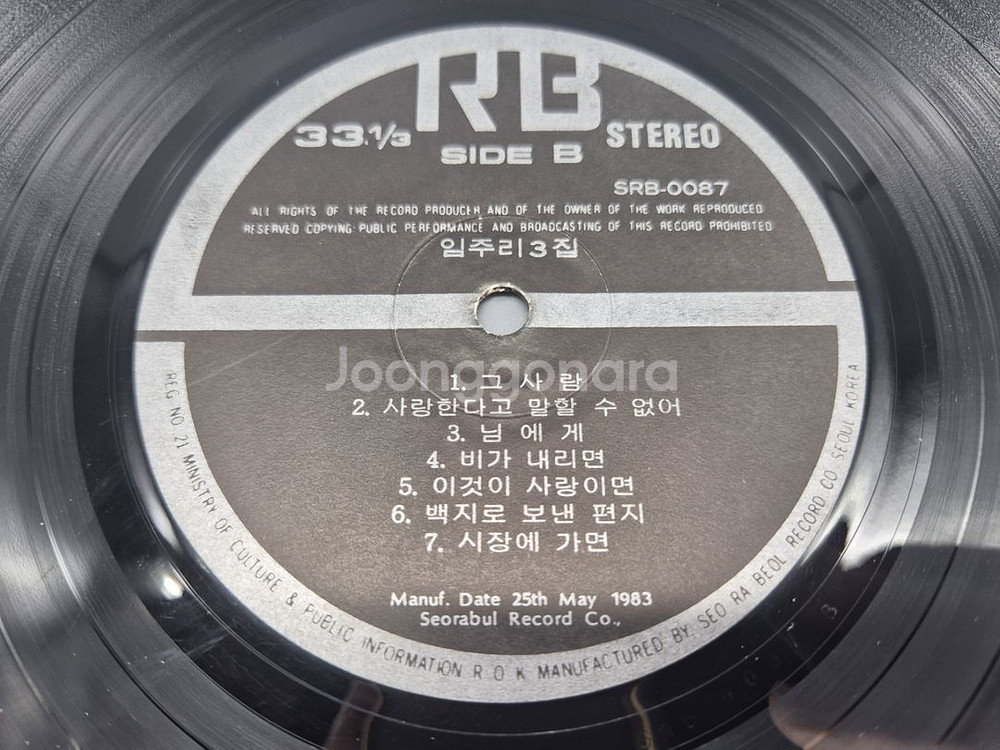 RB
33.⅓
SIDE B
STEREO
SRB-0087
ALL RIGHTS OF THE RECORD PRODUCER AND OF THE OWNER OF THE WORK REPRODUCED
RESERVED COPYING PUBLIC PERFORMANCE AND BROADCASTING OF THIS RECORD PROHIBITED
임주리3집
Joonggonara
1. 그 사 람
2. 사랑한다고 말할 수 없어
3. 님 에 게
4. 비가 내리면
5. 이것이 사랑이면
6. 백지로 보낸 편지
7. 시장에 가면
Manuf. Date 25th May 1983
Seorabul Record Co.,
REG NO 21 MINISTRY OF CULTURE & PUBLIC INFORMATION R O K MANUFACTURED BY. SEO RA BEOL RECORD CO SEOUL KOREA